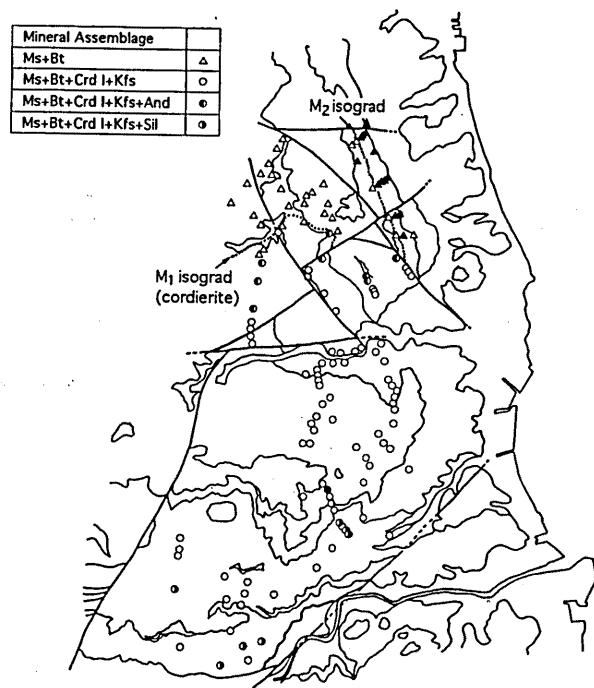 Mineral Assemblage
Ms+Bt
Ms+Bt+Crd I+Kfs
Ms+Bt+Crd I+Kfs+And
Ms+Bt+Crd I+Kfs+Sil
M2 isograd
M1 isograd
(cordierite)